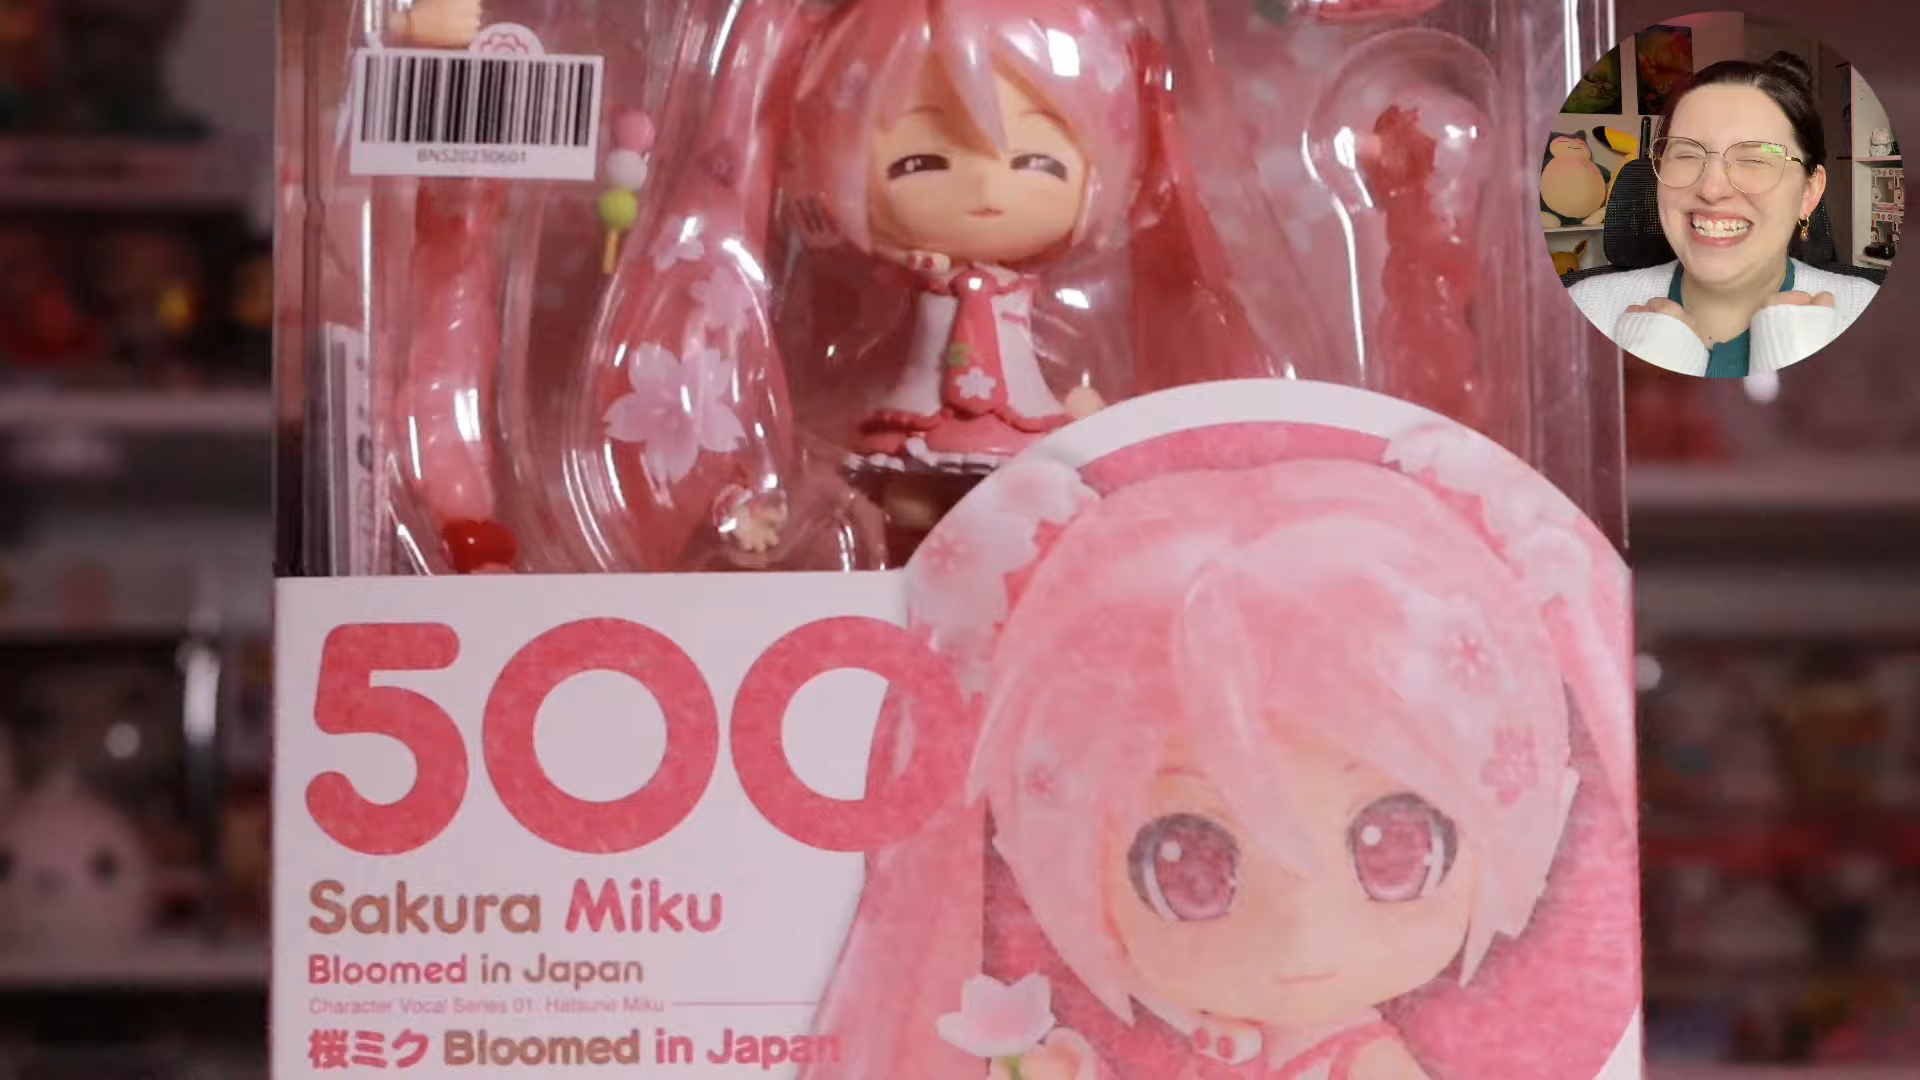 BNS20230601
500
Sakura Miku
Bloomed in Japan
Character Vocal Series 01: Hatsune Miku
桜ミク Bloomed in Japan